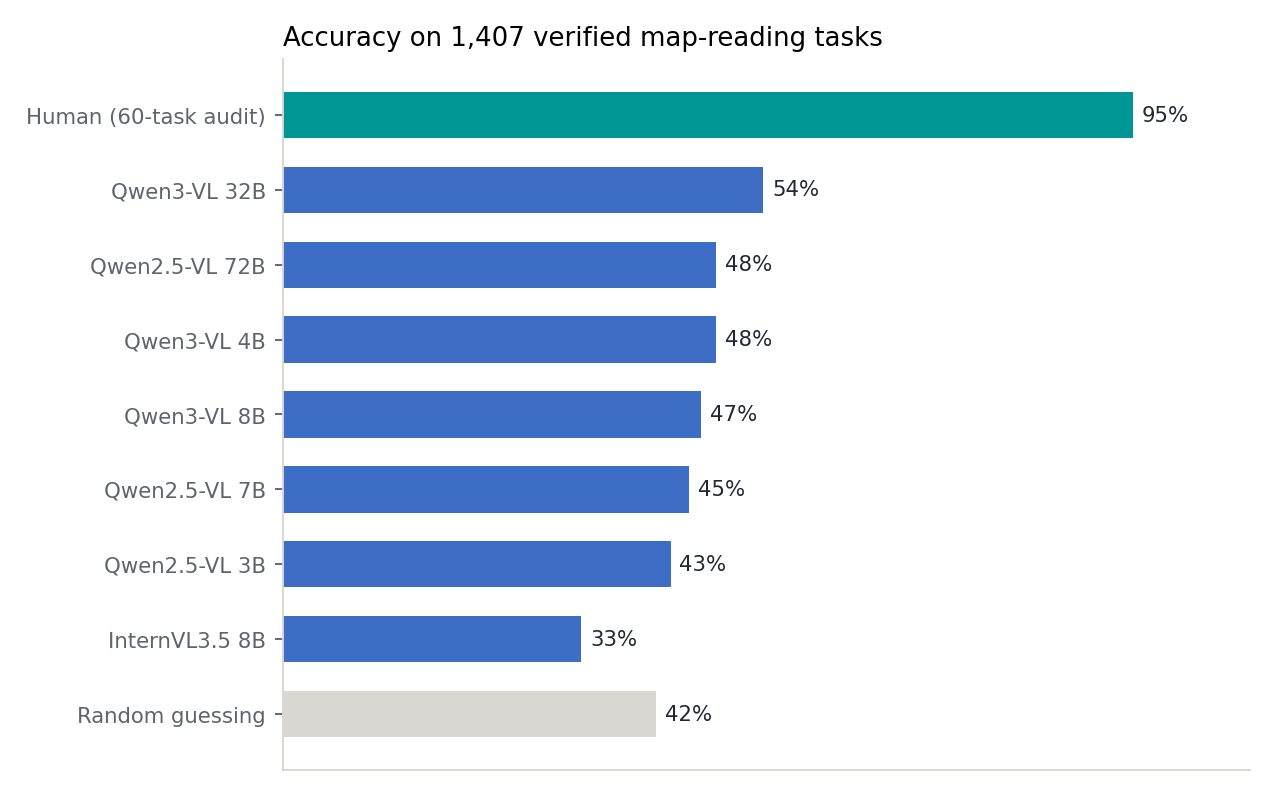 Accuracy on 1,407 verified map-reading tasks
Human (60-task audit) 95%
Qwen3-VL 32B 54%
Qwen2.5-VL 72B 48%
Qwen3-VL 4B 48%
Qwen3-VL 8B 47%
Qwen2.5-VL 7B 45%
Qwen2.5-VL 3B 43%
InternVL3.5 8B 33%
Random guessing 42%